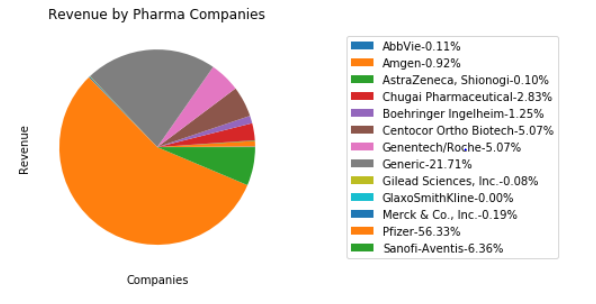 Revenue by Pharma Companies
Revenue
Companies
AbbVie-0.11%
Amgen-0.92%
AstraZeneca, Shionogi-0.10%
Chugai Pharmaceutical-2.83%
Boehringer Ingelheim-1.25%
Centocor Ortho Biotech-5.07%
Genentech/Roche-5.07%
Generic-21.71%
Gilead Sciences, Inc.-0.08%
GlaxoSmithKline-0.00%
Merck & Co., Inc.-0.19%
Pfizer-56.33%
Sanofi-Aventis-6.36%